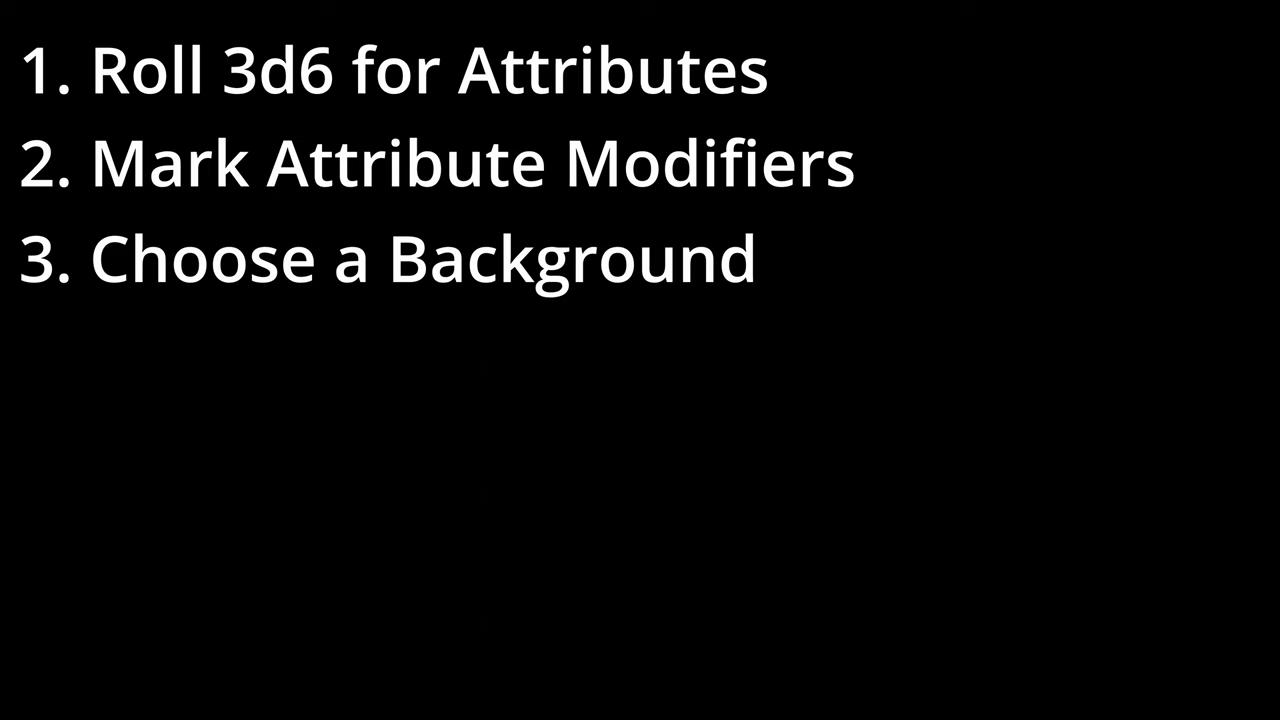 1. Roll 3d6 for Attributes
2. Mark Attribute Modifiers
3. Choose a Background